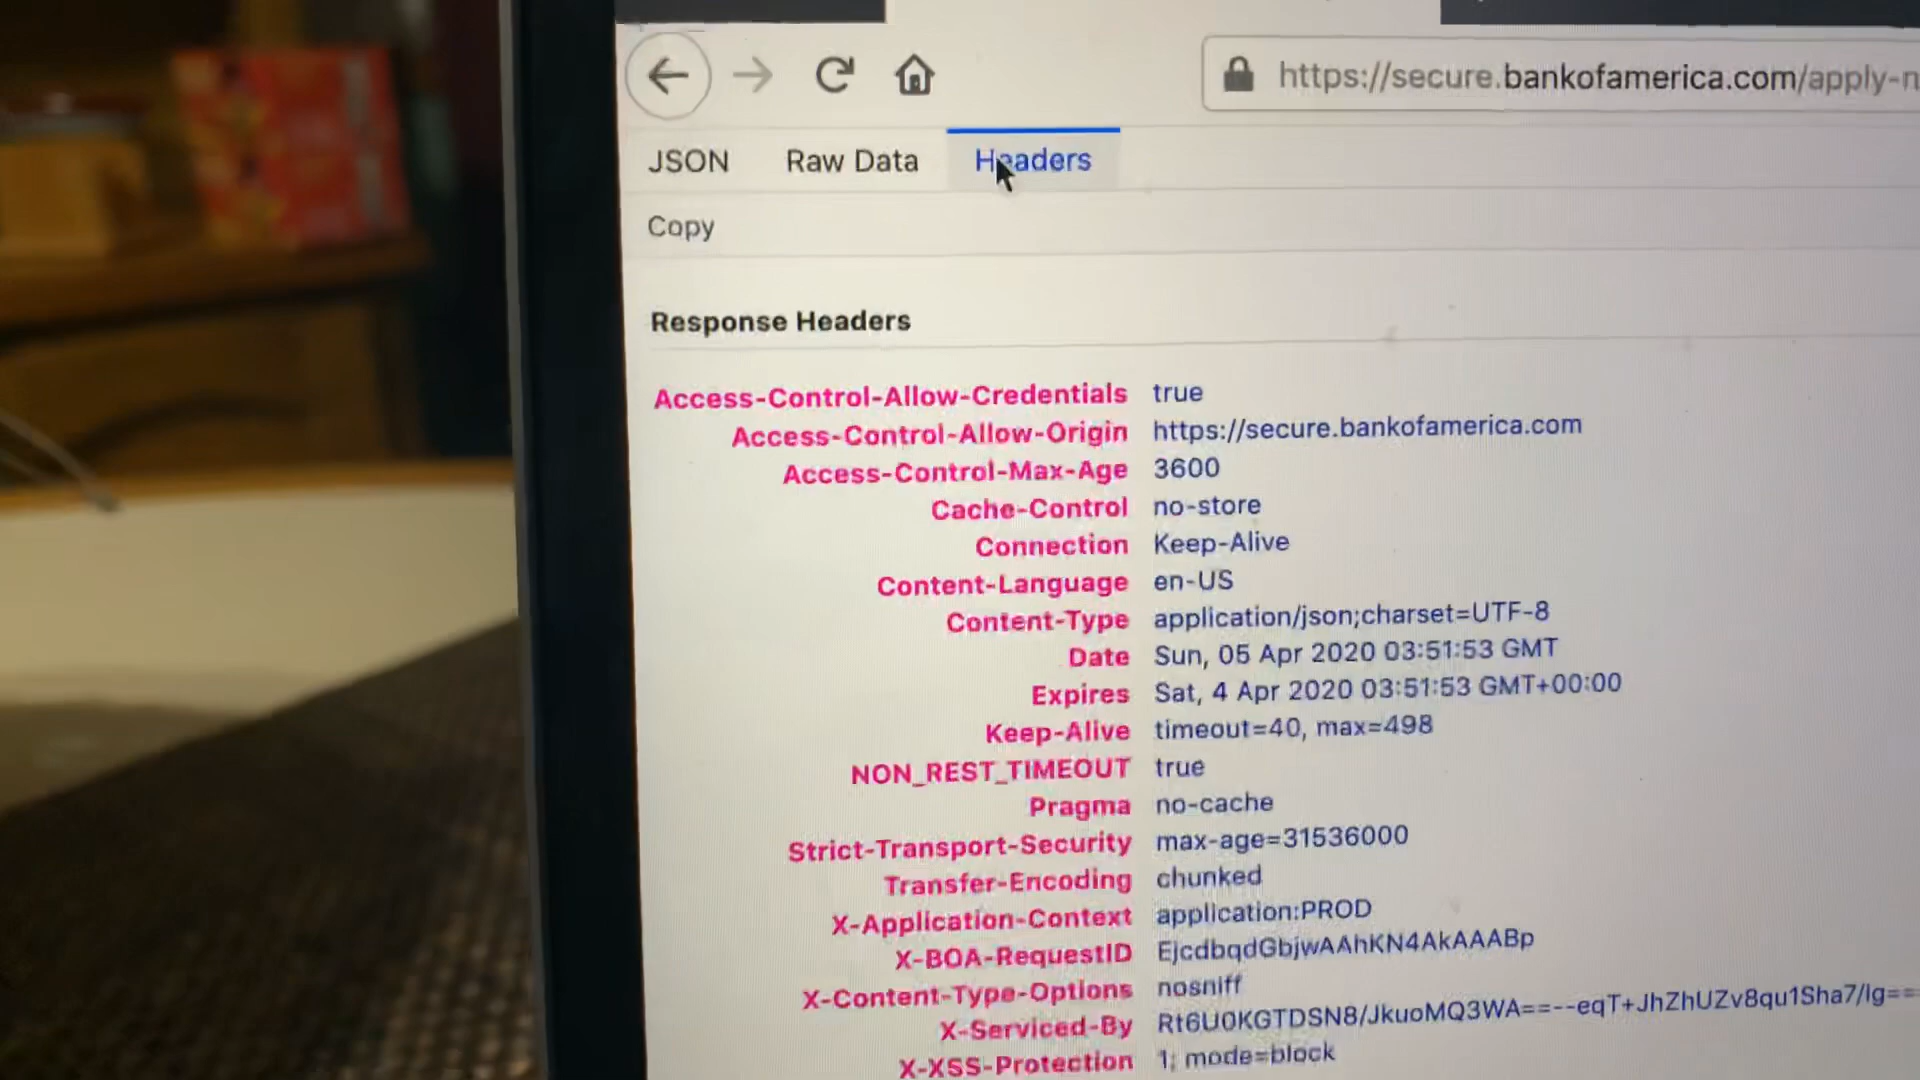 https://secure.bankofamerica.com/apply-n
JSON Raw Data Headers
Copy
Response Headers
Access-Control-Allow-Credentials true
Access-Control-Allow-Origin https://secure.bankofamerica.com
Access-Control-Max-Age 3600
Cache-Control no-store
Connection Keep-Alive
Content-Language en-US
Content-Type application/json;charset=UTF-8
Date Sun, 05 Apr 2020 03:51:53 GMT
Expires Sat, 4 Apr 2020 03:51:53 GMT+00:00
Keep-Alive timeout=40, max=498
NON_REST_TIMEOUT true
Pragma no-cache
Strict-Transport-Security max-age=31536000
Transfer-Encoding chunked
X-Application-Context application:PROD
X-BOA-RequestID EjcdbqdGbjwAAhKN4AkAAABp
X-Content-Type-Options nosniff
X-Serviced-By Rt6U0KGTDSN8/JkuoMQ3WA==--eqT+JhZhUZv8qu1Sha7/Ig==
X-XSS-Protection 1; mode=block